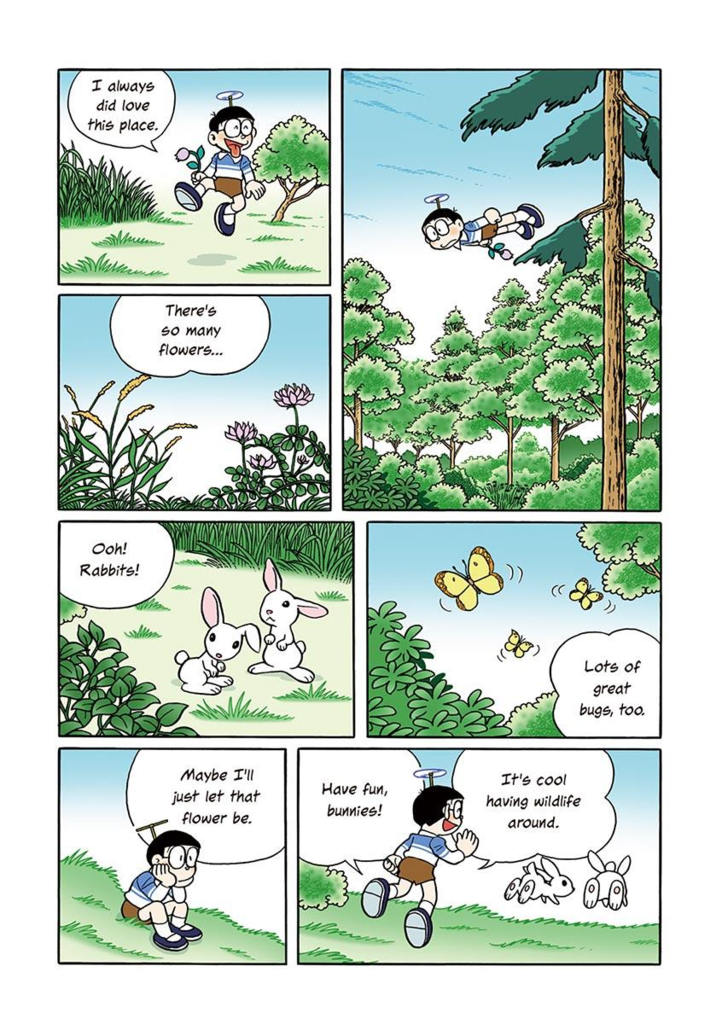 I always
did love
this place.
There's
so many
flowers...
Ooh!
Rabbits!
Lots of
great
bugs, too.
Maybe I'll
just let that
flower be.
Have fun,
bunnies!
It's cool
having wildlife
around.